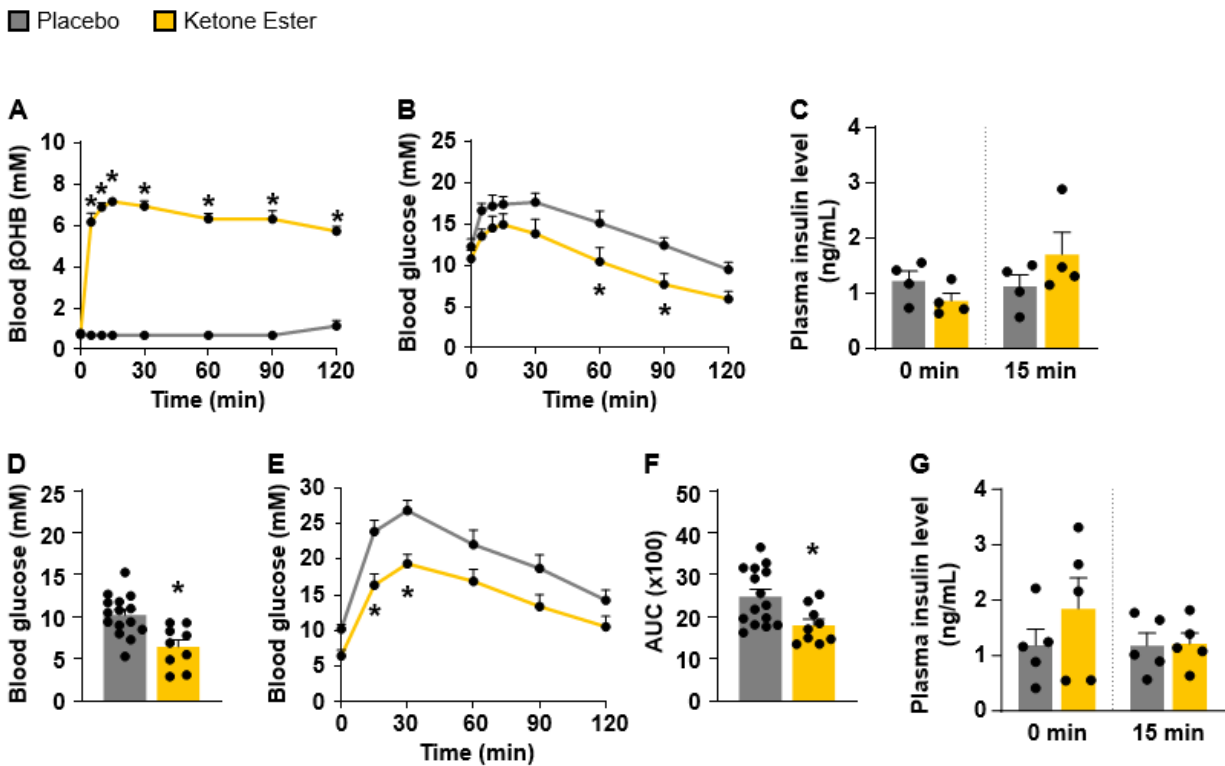 Placebo
Ketone Ester
A
Blood βOHB (mM)
10
8
6
4
2
0
0
30
60
90
120
Time (min)
*
*
*
*
*
*
*
B
Blood glucose (mM)
25
20
15
10
5
0
0
30
60
90
120
Time (min)
*
*
C
Plasma insulin level
(ng/mL)
4
3
2
1
0
0 min
15 min
D
Blood glucose (mM)
25
20
15
10
5
0
*
E
Blood glucose (mM)
30
25
20
15
10
5
0
0
30
60
90
120
Time (min)
*
*
F
AUC (x100)
50
40
30
20
10
0
*
G
Plasma insulin level
(ng/mL)
4
3
2
1
0
0 min
15 min